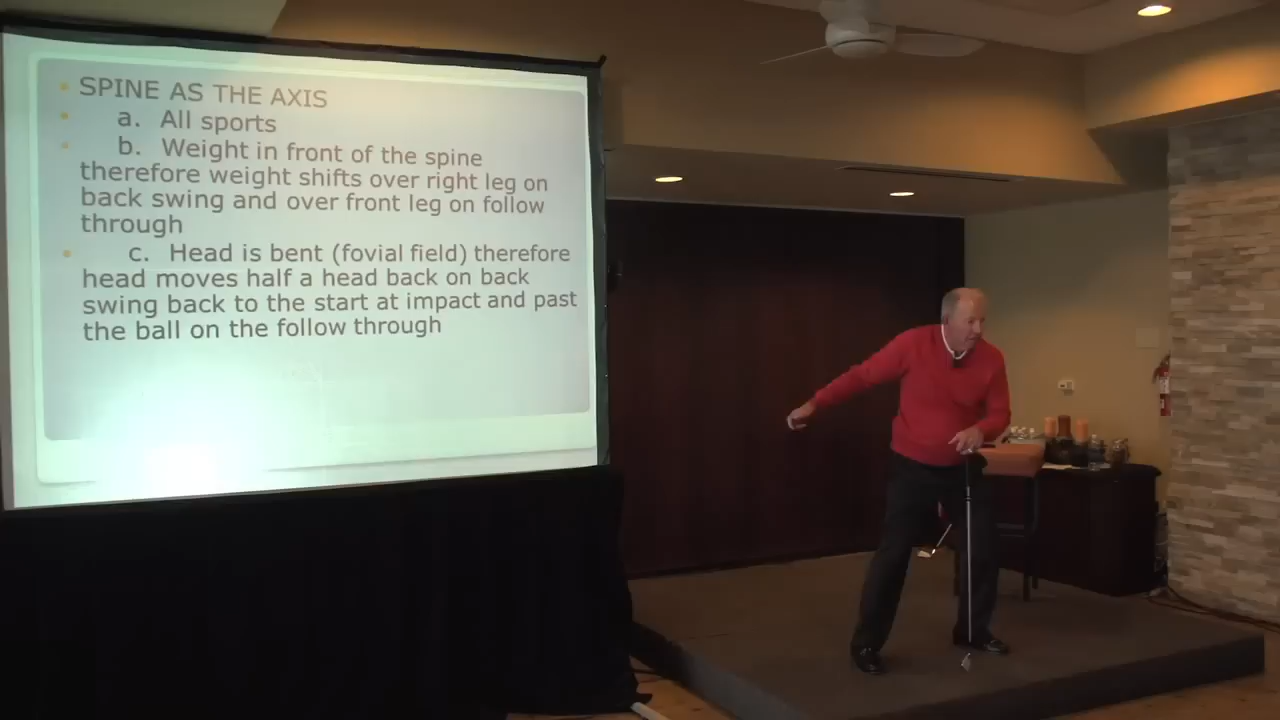 SPINE AS THE AXIS
a. All sports
b. Weight in front of the spine
therefore weight shifts over right leg on
back swing and over front leg on follow
through
c. Head is bent (fovial field) therefore
head moves half a head back on back
swing back to the start at impact and past
the ball on the follow through